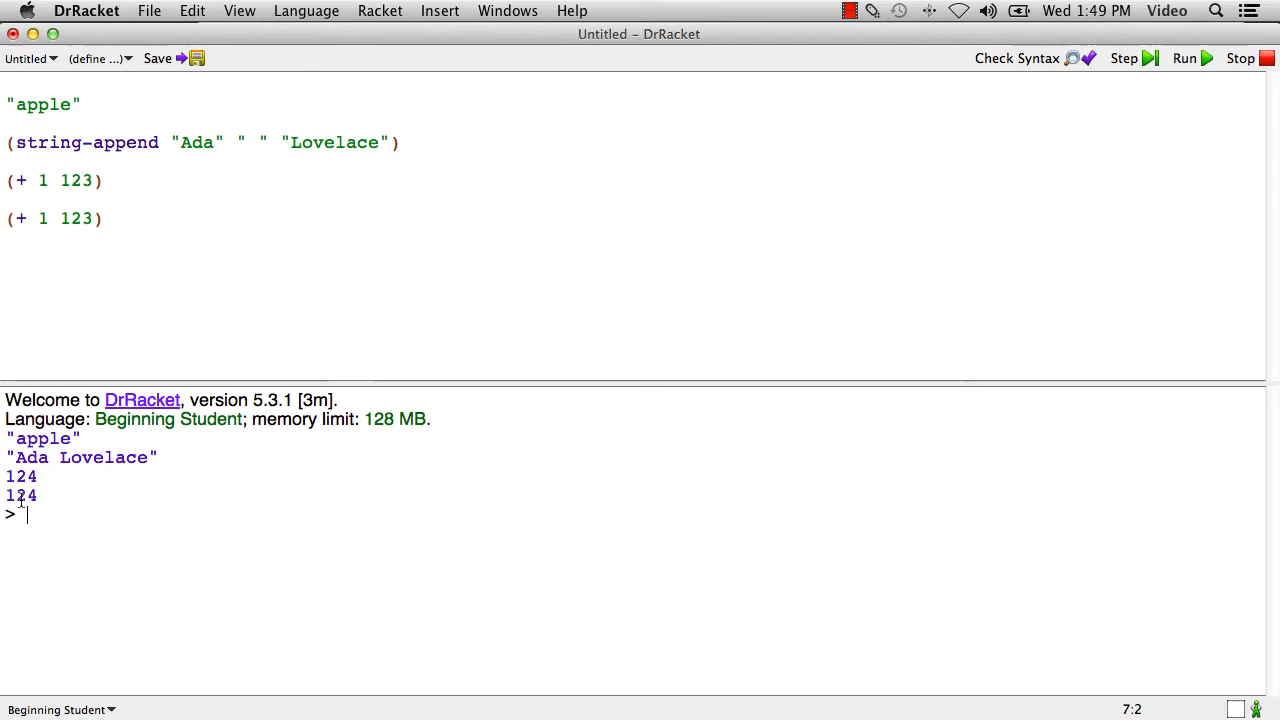 DrRacket File Edit View Language Racket Insert Windows Help Wed 1:49 PM Video
Untitled - DrRacket
Untitled (define ...) Save Check Syntax Step Run Stop
"apple"
(string-append "Ada" " " "Lovelace")
(+ 1 123)
(+ 1 123)
Welcome to DrRacket, version 5.3.1 [3m].
Language: Beginning Student; memory limit: 128 MB.
"apple"
"Ada Lovelace"
124
124
>
Beginning Student 7:2